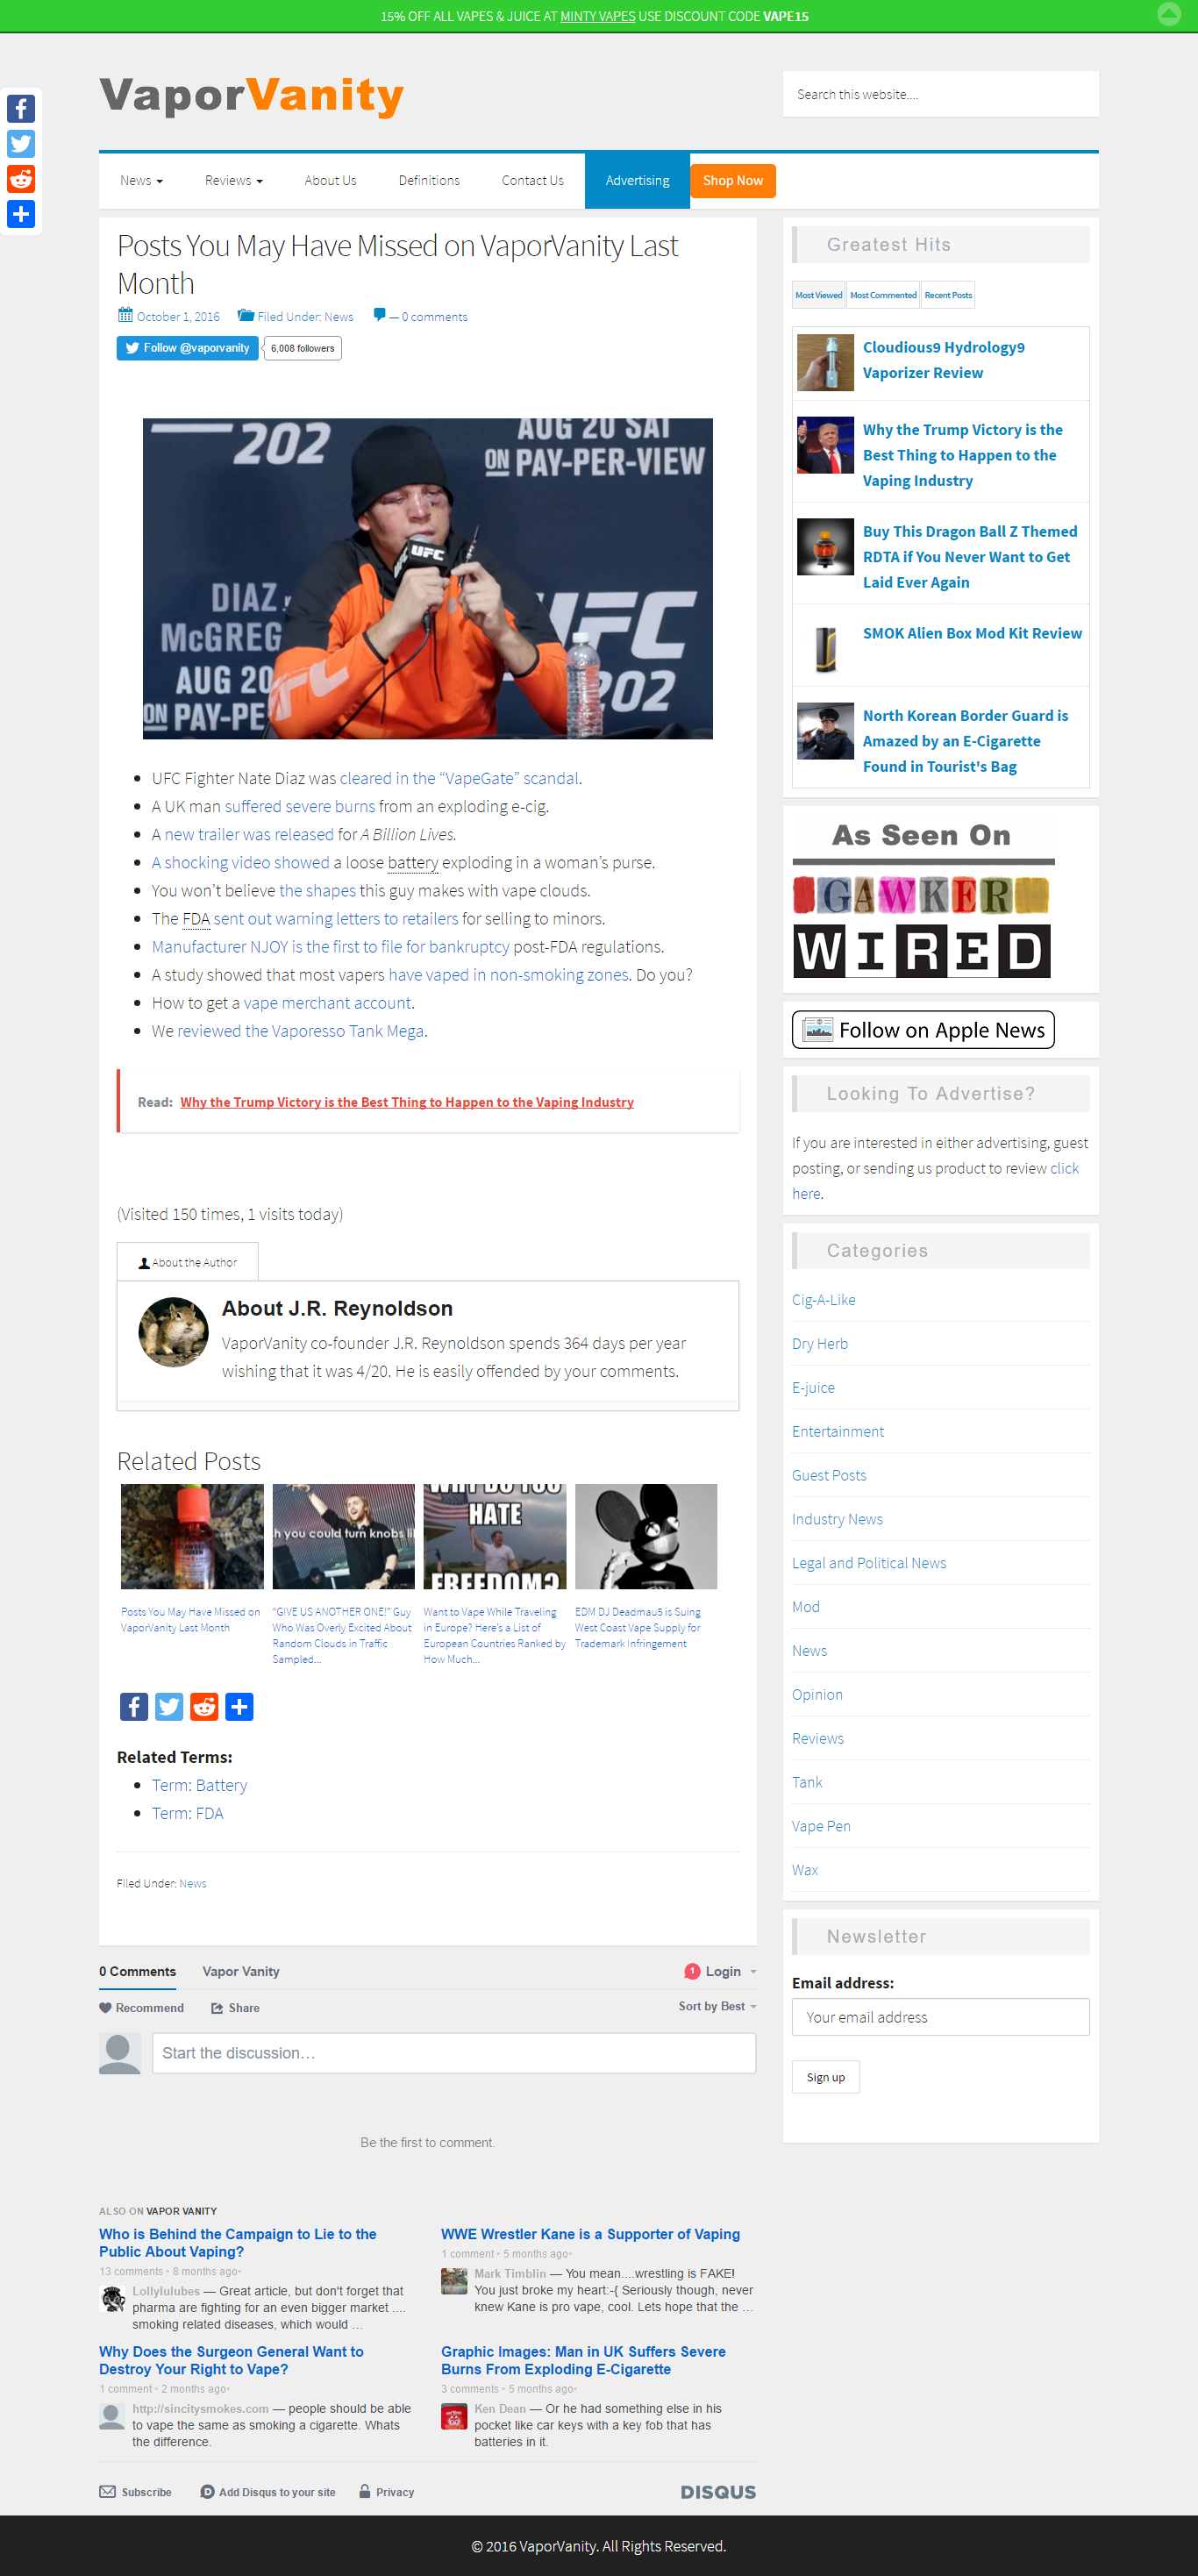 15% OFF ALL VAPES & JUICE AT MINTY VAPES USE DISCOUNT CODE VAPE15
VaporVanity
Search this website....
News
Reviews
About Us
Definitions
Contact Us
Advertising
Shop Now
Posts You May Have Missed on VaporVanity Last
Month
October 1, 2016
Filed Under: News
— 0 comments
Follow @vaporvanity
6,008 followers
202
AUG 20 SAT
ON PAY-PER-VIEW
UFC
DIAZ
MCGREG
AUG 20
ON PAY-PE
UFC
202
UFC Fighter Nate Diaz was cleared in the “VapeGate” scandal.
A UK man suffered severe burns from an exploding e-cig.
A new trailer was released for A Billion Lives.
A shocking video showed a loose battery exploding in a woman’s purse.
You won’t believe the shapes this guy makes with vape clouds.
The FDA sent out warning letters to retailers for selling to minors.
Manufacturer NJOY is the first to file for bankruptcy post-FDA regulations.
A study showed that most vapers have vaped in non-smoking zones. Do you?
How to get a vape merchant account.
We reviewed the Vaporesso Tank Mega.
Read: Why the Trump Victory is the Best Thing to Happen to the Vaping Industry
(Visited 150 times, 1 visits today)
About the Author
About J.R. Reynoldson
VaporVanity co-founder J.R. Reynoldson spends 364 days per year
wishing that it was 4/20. He is easily offended by your comments.
Related Posts
h you could turn knobs li
WHY DO YOU
HATE
FREEDOM?
Posts You May Have Missed on
VaporVanity Last Month
“GIVE US ANOTHER ONE!” Guy
Who Was Overly Excited About
Random Clouds in Traffic
Sampled...
Want to Vape While Traveling
in Europe? Here’s a List of
European Countries Ranked by
How Much...
EDM DJ Deadmau5 is Suing
West Coast Vape Supply for
Trademark Infringement
Related Terms:
Term: Battery
Term: FDA
Filed Under: News
0 Comments
Vapor Vanity
1
Login
Recommend
Share
Sort by Best
Start the discussion…
Be the first to comment.
ALSO ON VAPOR VANITY
Who is Behind the Campaign to Lie to the
Public About Vaping?
13 comments • 8 months ago•
Lollylulubes — Great article, but don't forget that
pharma are fighting for an even bigger market ....
smoking related diseases, which would …
WWE Wrestler Kane is a Supporter of Vaping
1 comment • 5 months ago•
Mark Timblin — You mean....wrestling is FAKE!
You just broke my heart:-{ Seriously though, never
knew Kane is pro vape, cool. Lets hope that the …
Why Does the Surgeon General Want to
Destroy Your Right to Vape?
1 comment • 2 months ago•
http://sincitysmokes.com — people should be able
to vape the same as smoking a cigarette. Whats
the difference.
Graphic Images: Man in UK Suffers Severe
Burns From Exploding E-Cigarette
3 comments • 5 months ago•
Ken Dean — Or he had something else in his
pocket like car keys with a key fob that has
batteries in it.
Subscribe
Add Disqus to your site
Privacy
DISQUS
Greatest Hits
Most Viewed
Most Commented
Recent Posts
Cloudious9 Hydrology9
Vaporizer Review
Why the Trump Victory is the
Best Thing to Happen to the
Vaping Industry
Buy This Dragon Ball Z Themed
RDTA if You Never Want to Get
Laid Ever Again
SMOK Alien Box Mod Kit Review
North Korean Border Guard is
Amazed by an E-Cigarette
Found in Tourist's Bag
As Seen On
GAWKER
WIRED
Follow on Apple News
Looking To Advertise?
If you are interested in either advertising, guest
posting, or sending us product to review click
here.
Categories
Cig-A-Like
Dry Herb
E-juice
Entertainment
Guest Posts
Industry News
Legal and Political News
Mod
News
Opinion
Reviews
Tank
Vape Pen
Wax
Newsletter
Email address:
Your email address
Sign up
© 2016 VaporVanity. All Rights Reserved.